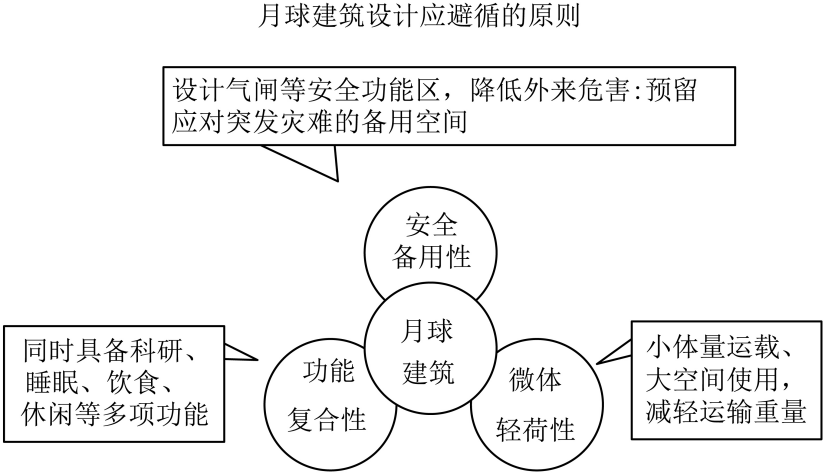 月球建筑设计应避循的原则
设计气闸等安全功能区，降低外来危害:预留
应对突发灾难的备用空间
安全
备用性
月球
建筑
同时具备科研、
睡眠、饮食、
休闲等多项功能
功能
复合性
微体
轻荷性
小体量运载、
大空间使用，
减轻运输重量